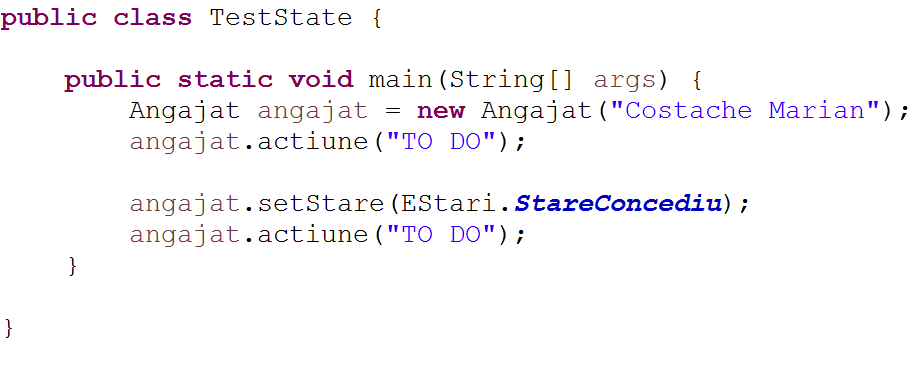 public class TestState {
    public static void main(String[] args) {
        Angajat angajat = new Angajat("Costache Marian");
        angajat.actiune("TO DO");
        angajat.setStare(EStari.StareConcediu);
        angajat.actiune("TO DO");
    }
}